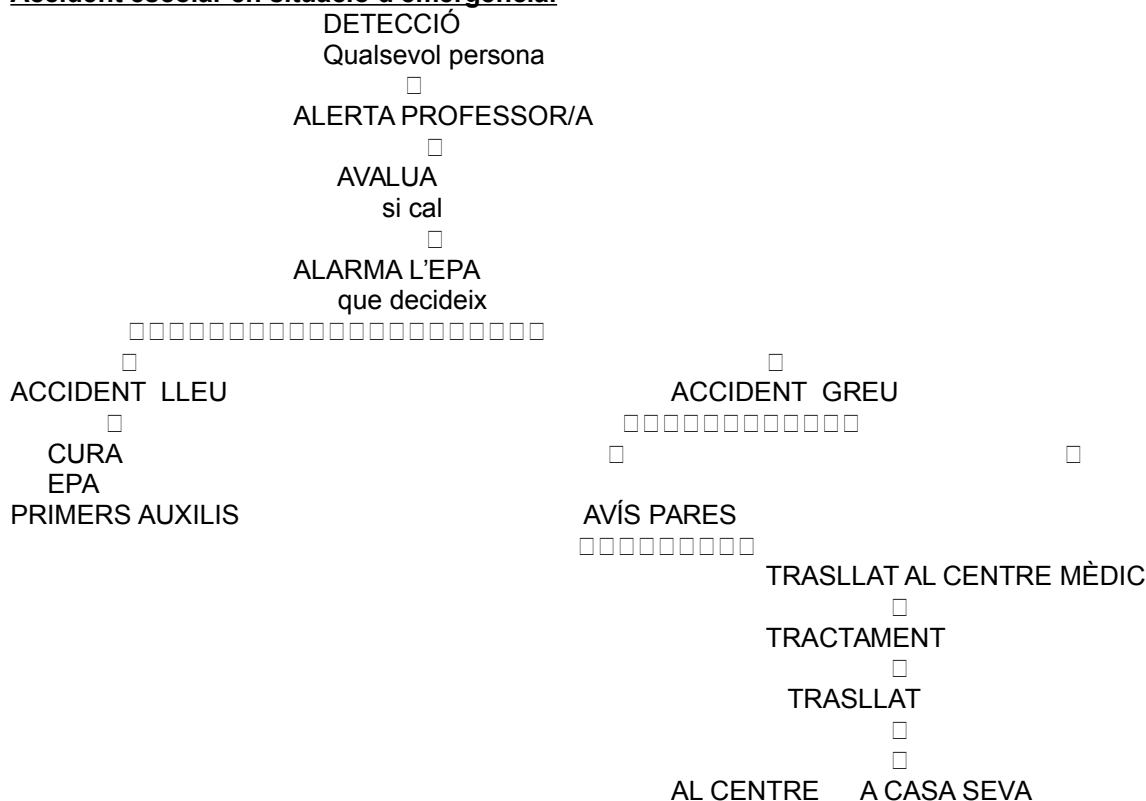 Accident escolar en situació d'emergència:
DETECCIÓ
Qualsevol persona
ALERTA PROFESSOR/A
AVALUA
si cal
ALARMA L'EPA
que decideix
ACCIDENT LLEU ACCIDENT GREU
CURA
EPA
PRIMERS AUXILIS AVÍS PARES
TRASLLAT AL CENTRE MÈDIC
TRACTAMENT
TRASLLAT
AL CENTRE A CASA SEVA